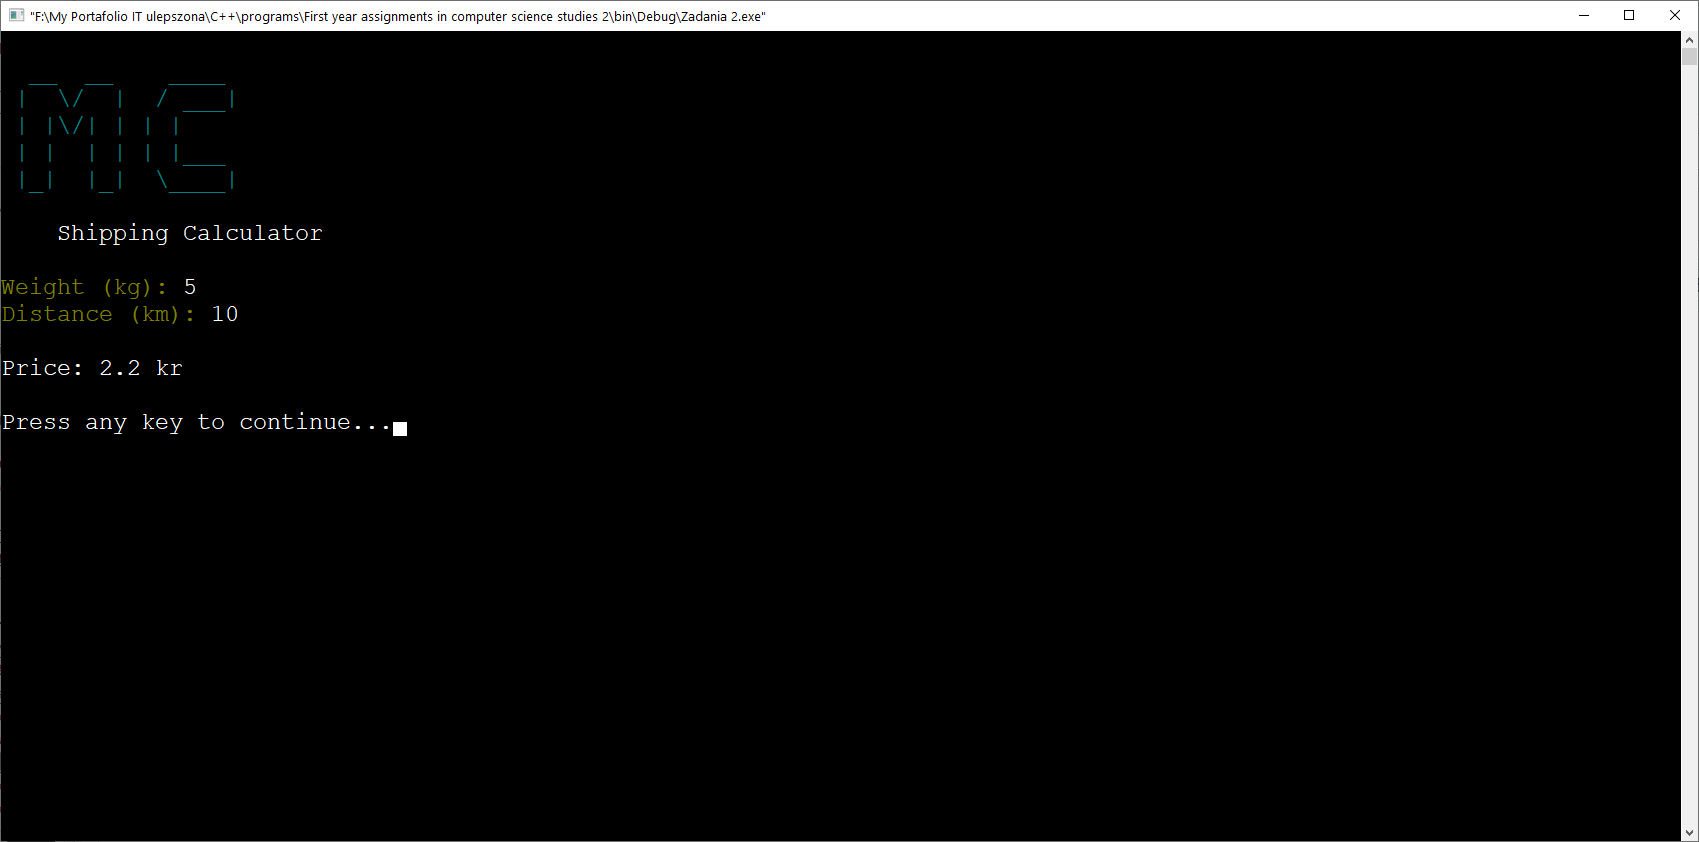 "F:\My Portafolio IT ulepszona\C++\programs\First year assignments in computer science studies 2\bin\Debug\Zadania 2.exe"
MC
Shipping Calculator
Weight (kg): 5
Distance (km): 10
Price: 2.2 kr
Press any key to continue...